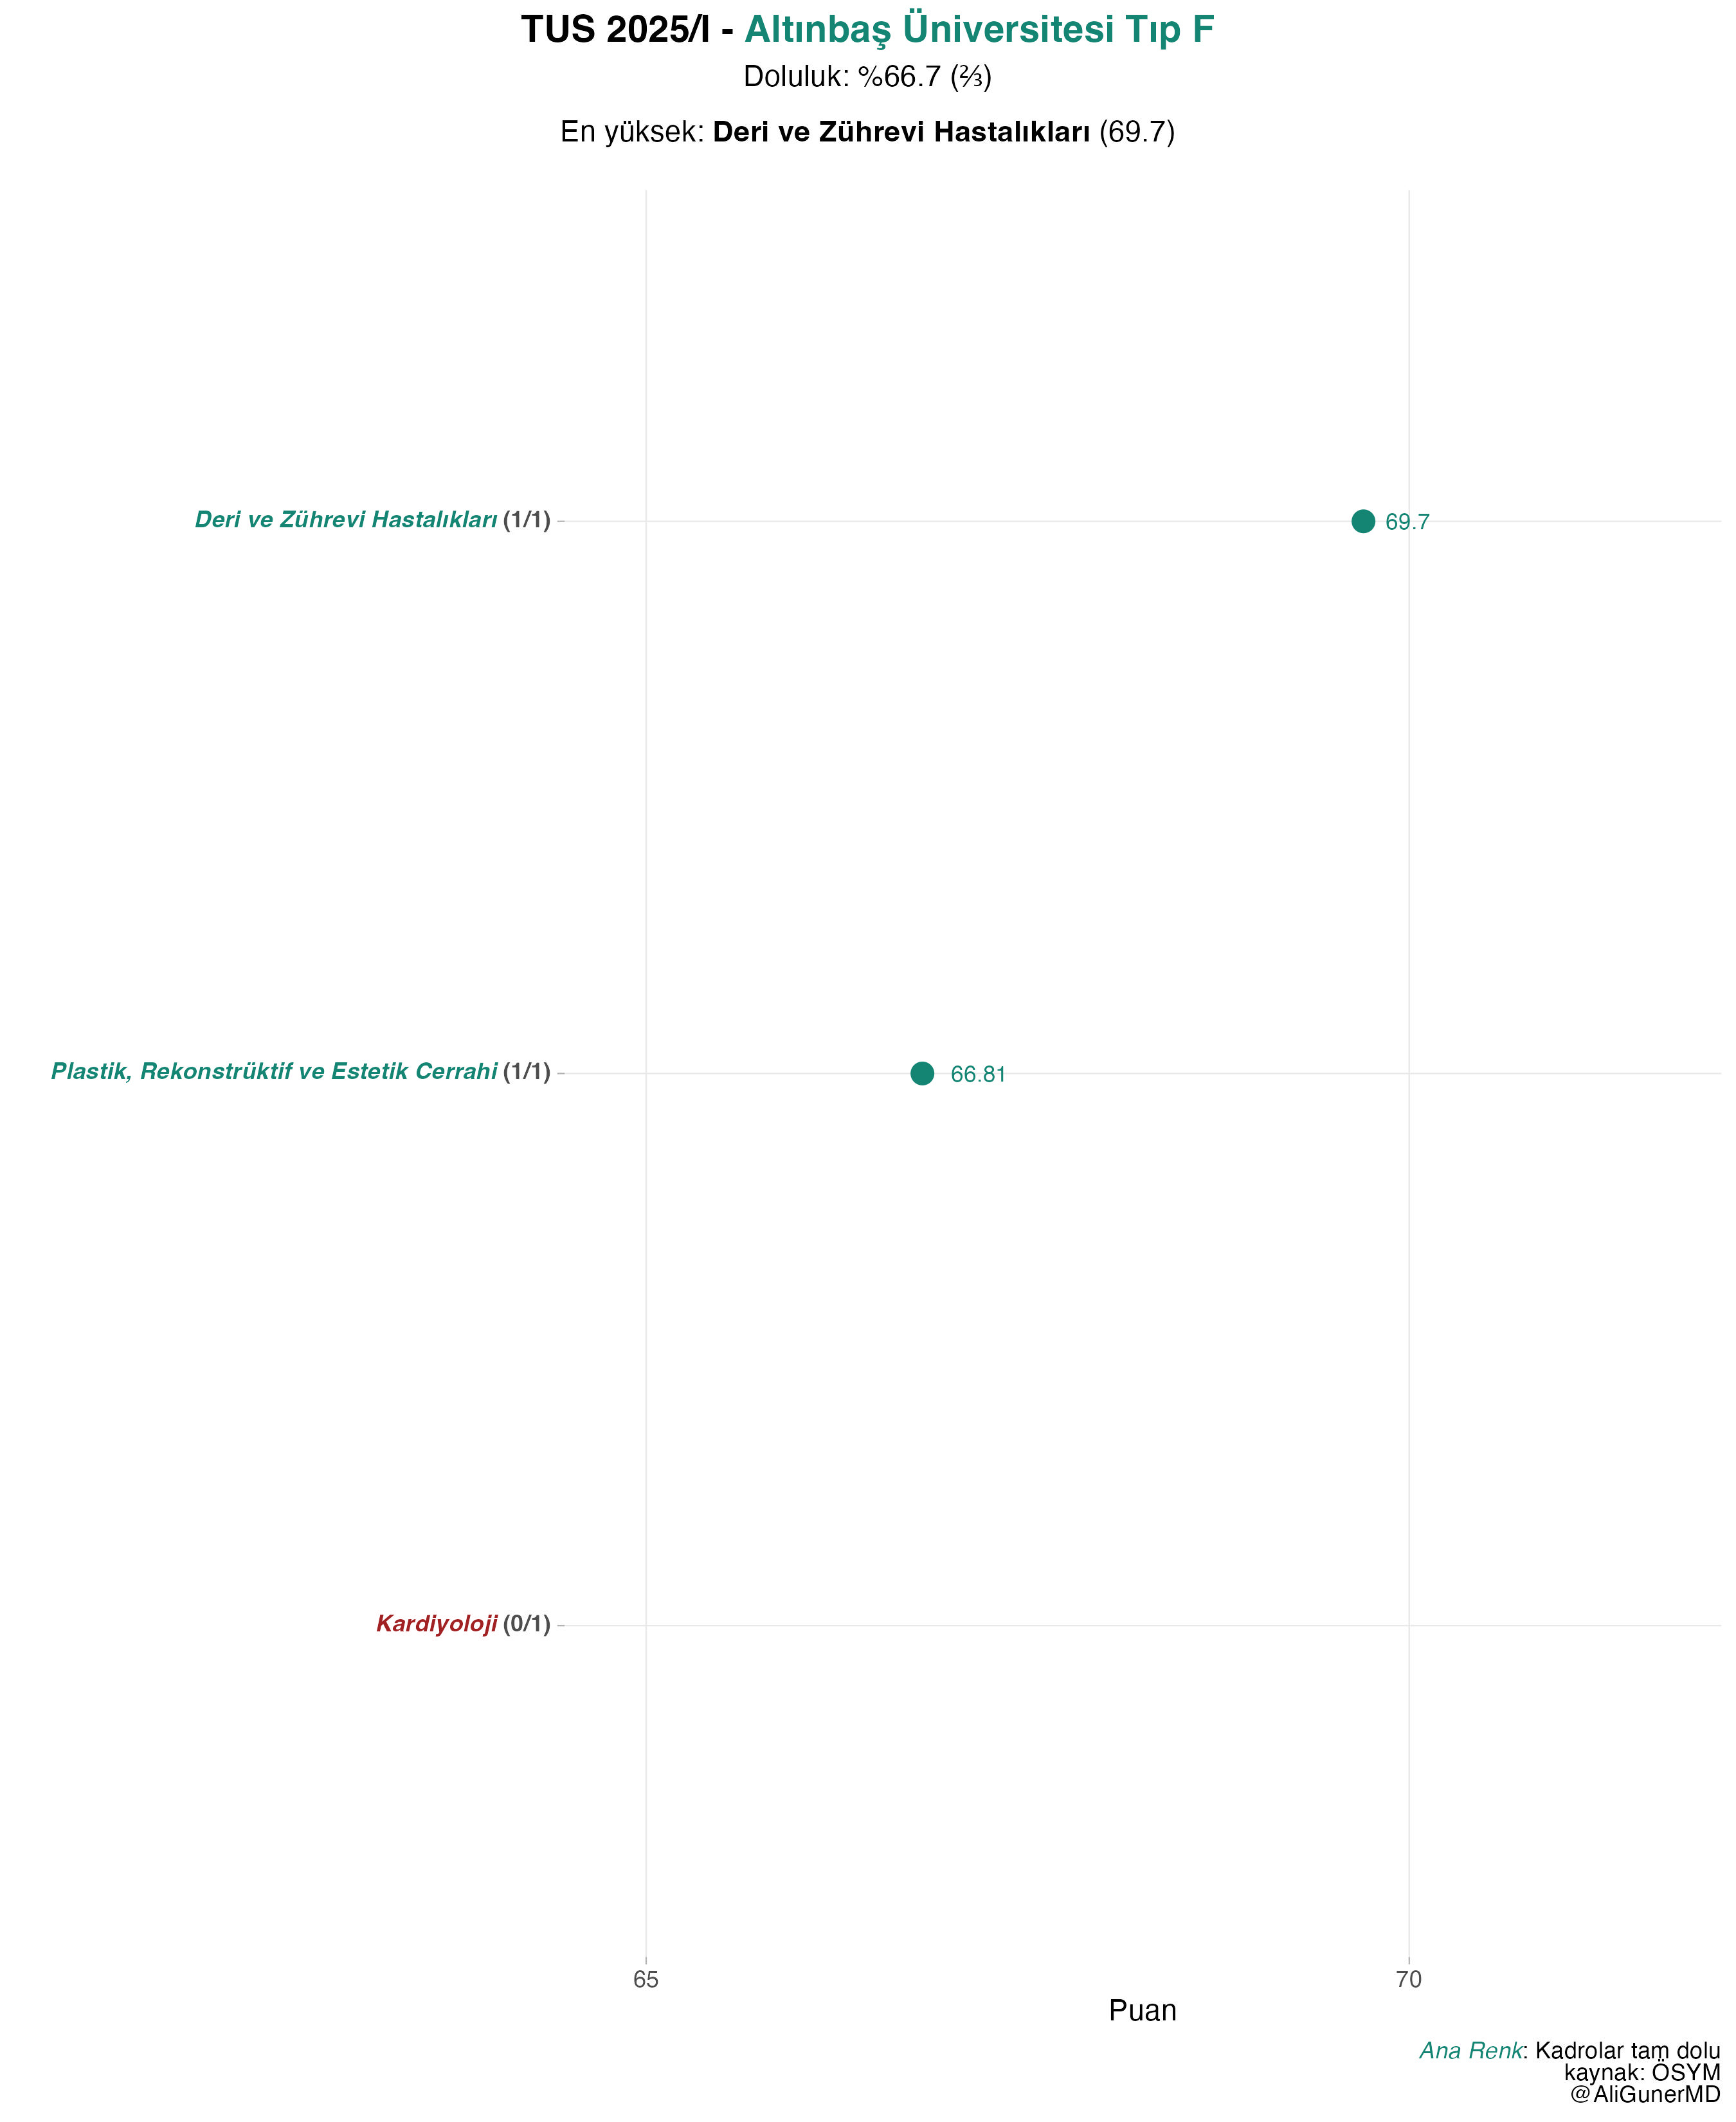 TUS 2025/I - Altınbaş Üniversitesi Tıp F
Doluluk: %66.7 (⅔)
En yüksek: Deri ve Zührevi Hastalıkları (69.7)
Deri ve Zührevi Hastalıkları (1/1)
69.7
Plastik, Rekonstrüktif ve Estetik Cerrahi (1/1)
66.81
Kardiyoloji (0/1)
65
70
Puan
Ana Renk: Kadrolar tam dolu
kaynak: ÖSYM
@AliGunerMD